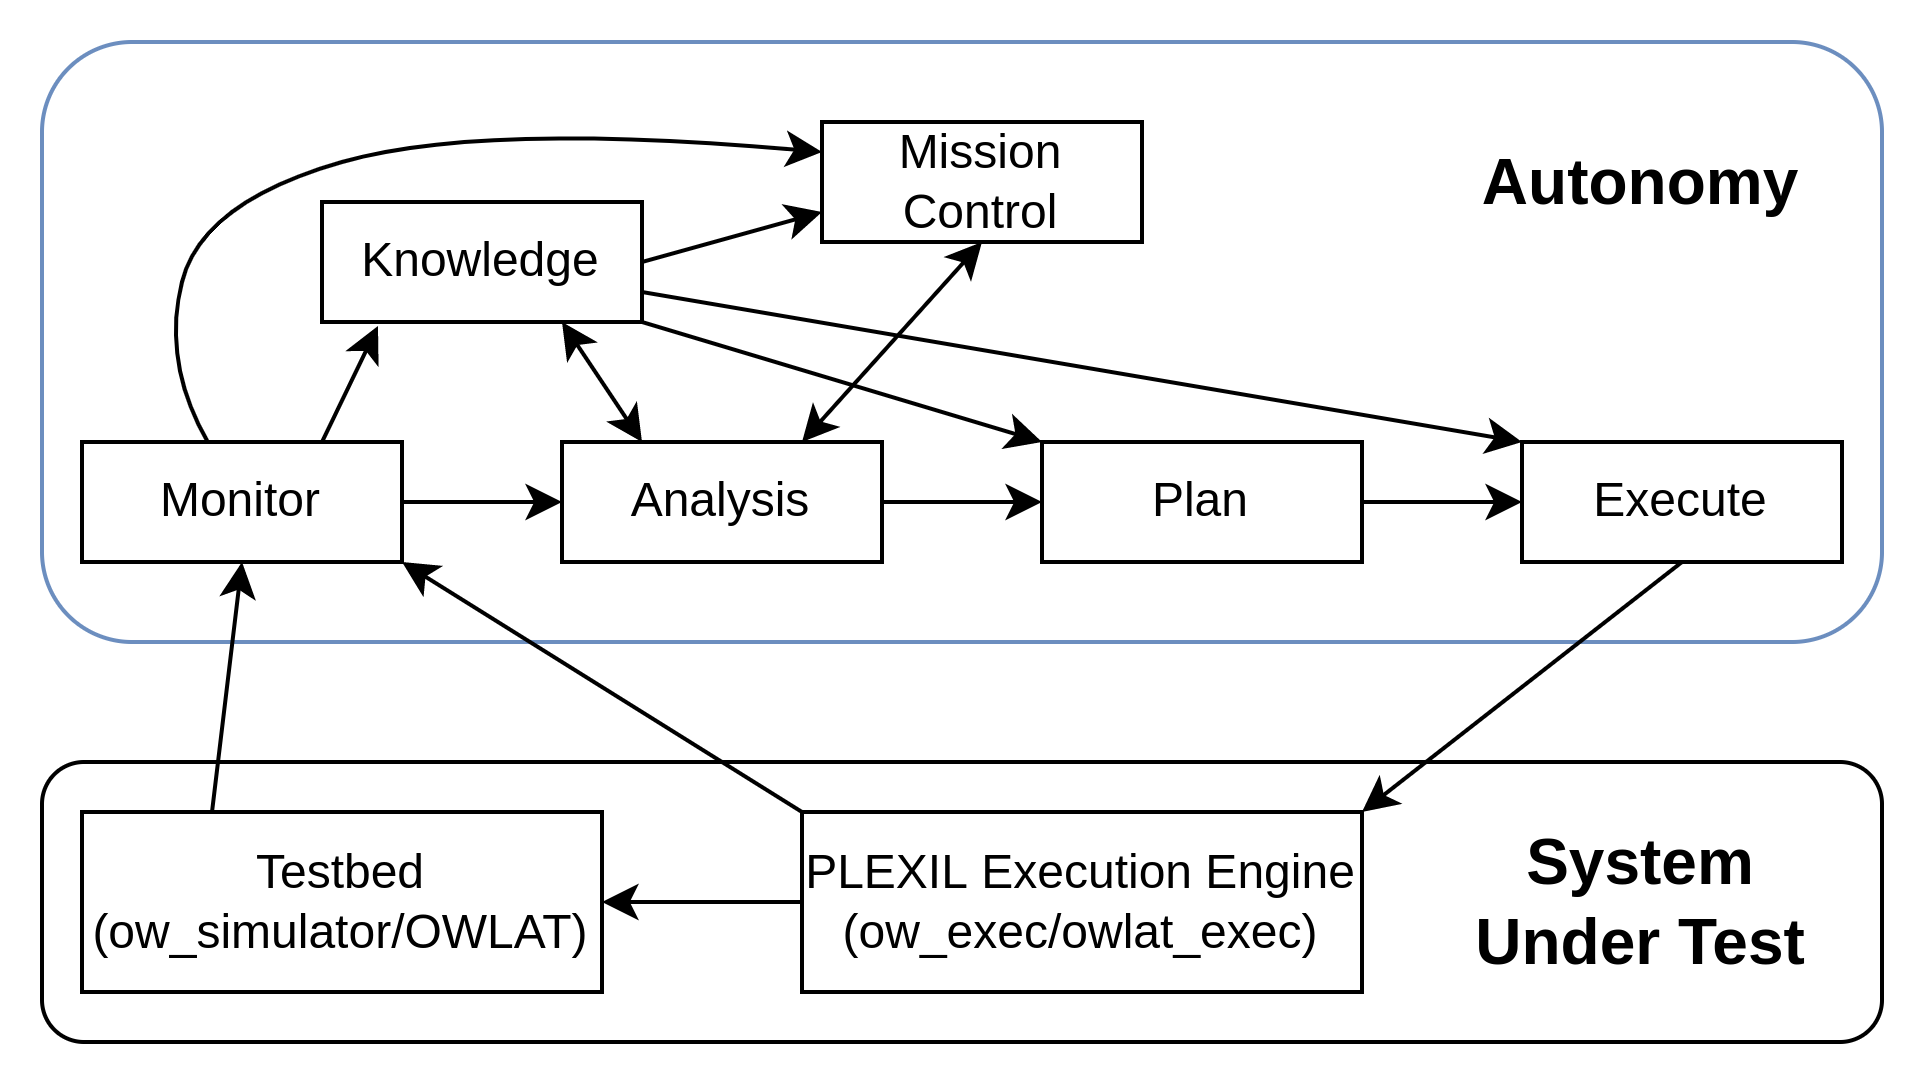 Mission
Control
Autonomy
Knowledge
Monitor
Analysis
Plan
Execute
Testbed
(ow_simulator/OWLAT)
PLEXIL Execution Engine
(ow_exec/owlat_exec)
System
Under Test